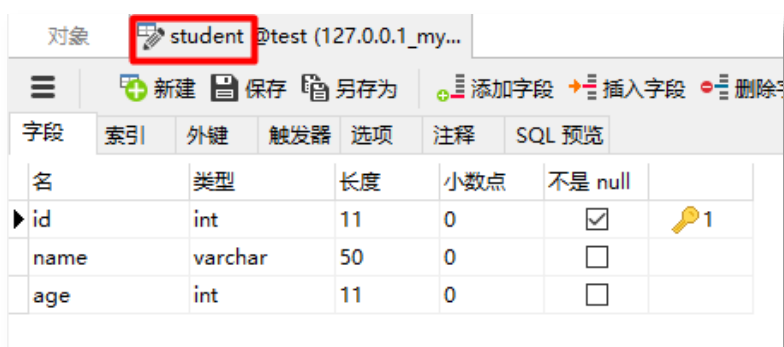 对象 student @test (127.0.0.1_my...
新建 保存 另存为 添加字段 插入字段 删除
字段 索引 外键 触发器 选项 注释 SQL 预览
名 类型 长度 小数点 不是 null
id int 11 0 1
name varchar 50 0
age int 11 0